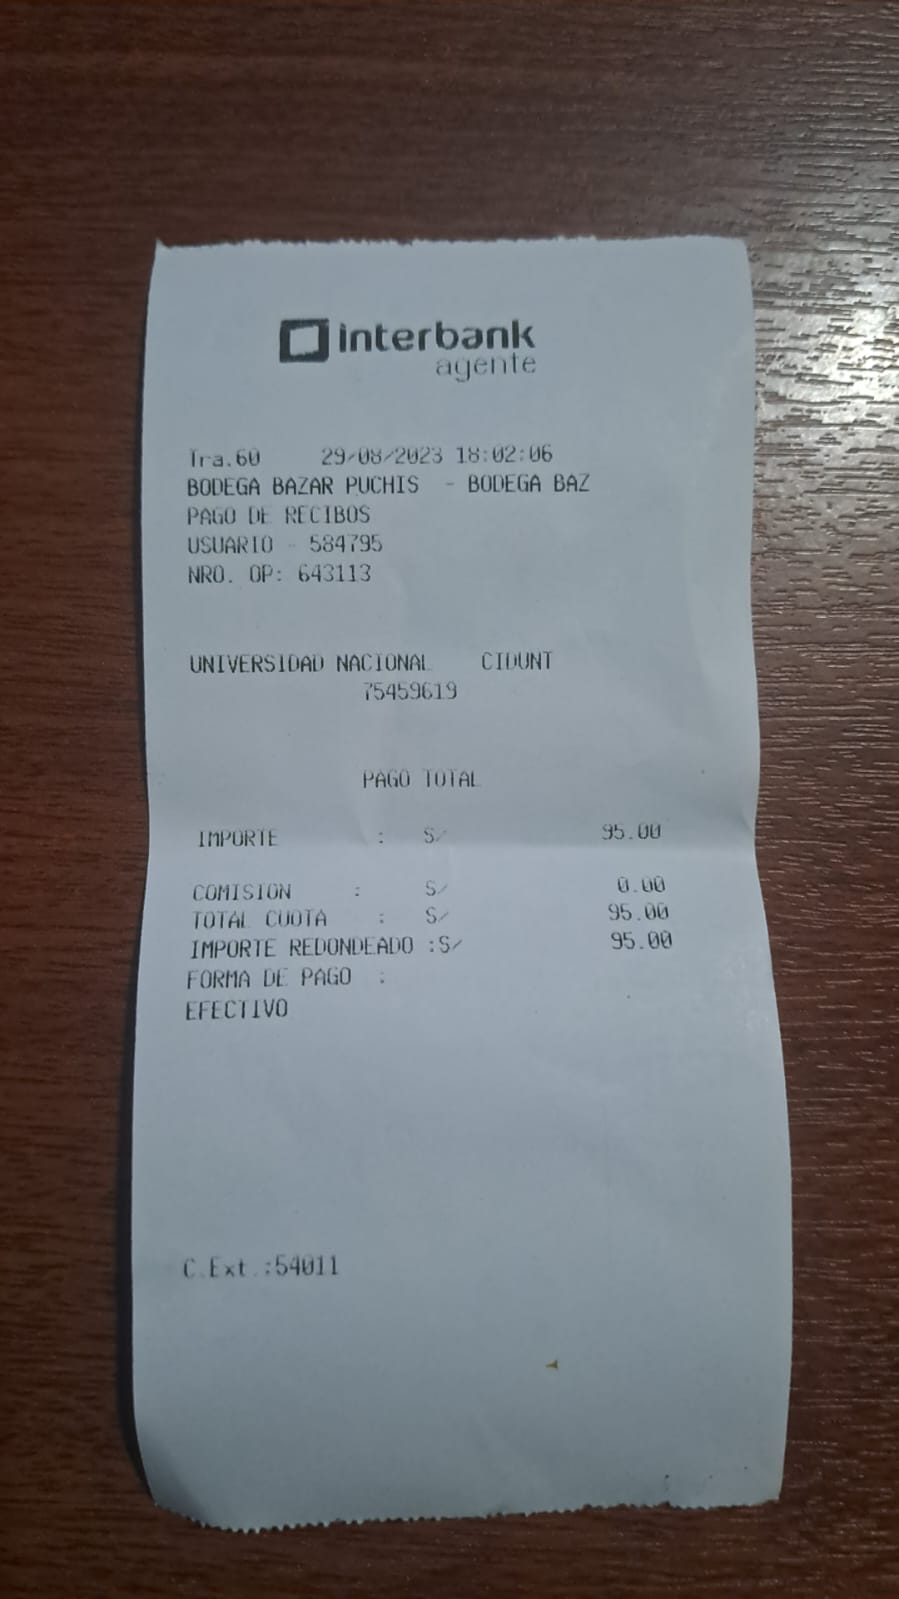 interbank
agente
Tra.60 29/08/2023 18:02:06
BODEGA BAZAR PUCHIS - BODEGA BAZ
PAGO DE RECIBOS
USUARIO - 584795
NRO. OP: 643113
UNIVERSIDAD NACIONAL CIDUNT
75459619
PAGO TOTAL
IMPORTE : S/ 95.00
COMISION : S/ 0.00
TOTAL CUOTA : S/ 95.00
IMPORTE REDONDEADO :S/ 95.00
FORMA DE PAGO :
EFECTIVO
C.Ext.:54011